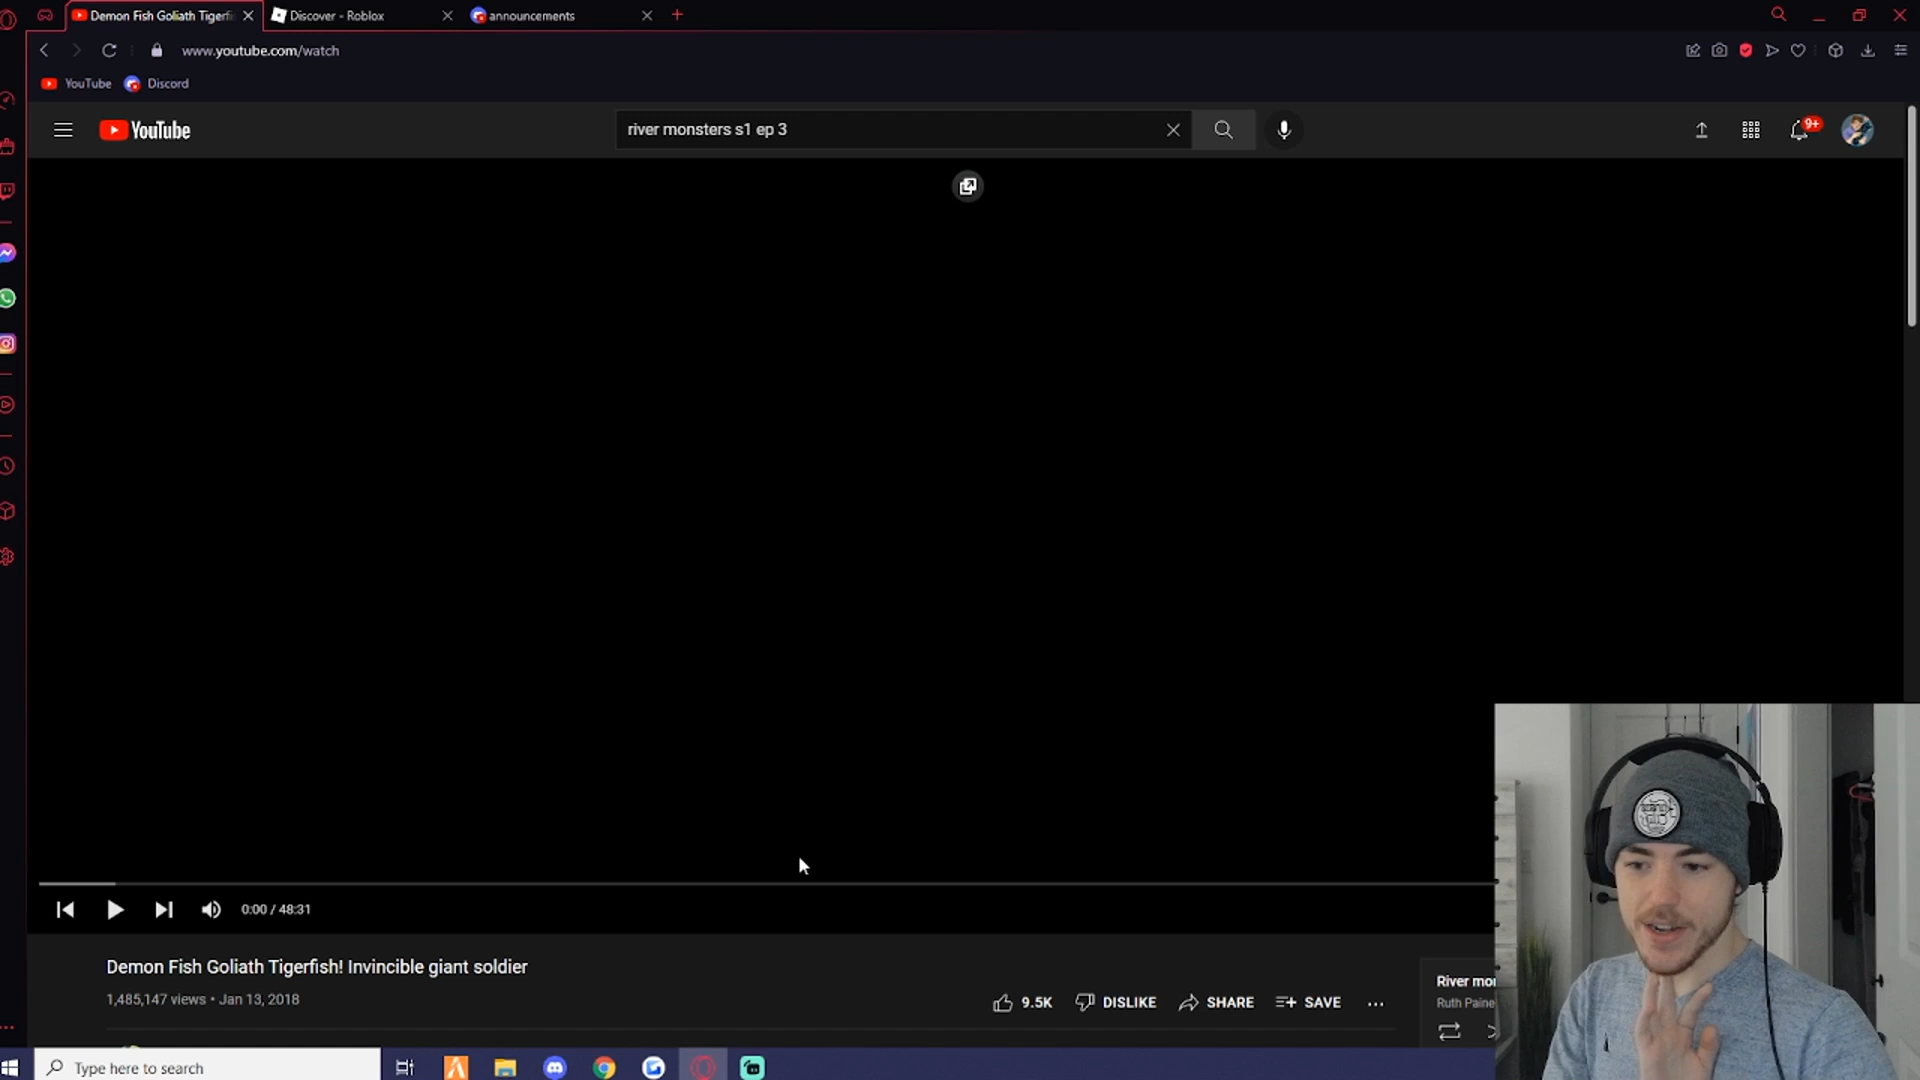 Demon Fish Goliath Tigerfi
Discover - Roblox
announcements
www.youtube.com/watch
YouTube
Discord
YouTube
river monsters s1 ep 3
9+
0:00 / 48:31
Demon Fish Goliath Tigerfish! Invincible giant soldier
1,485,147 views • Jan 13, 2018
9.5K
DISLIKE
SHARE
SAVE
River mo
Ruth Paine
Type here to search